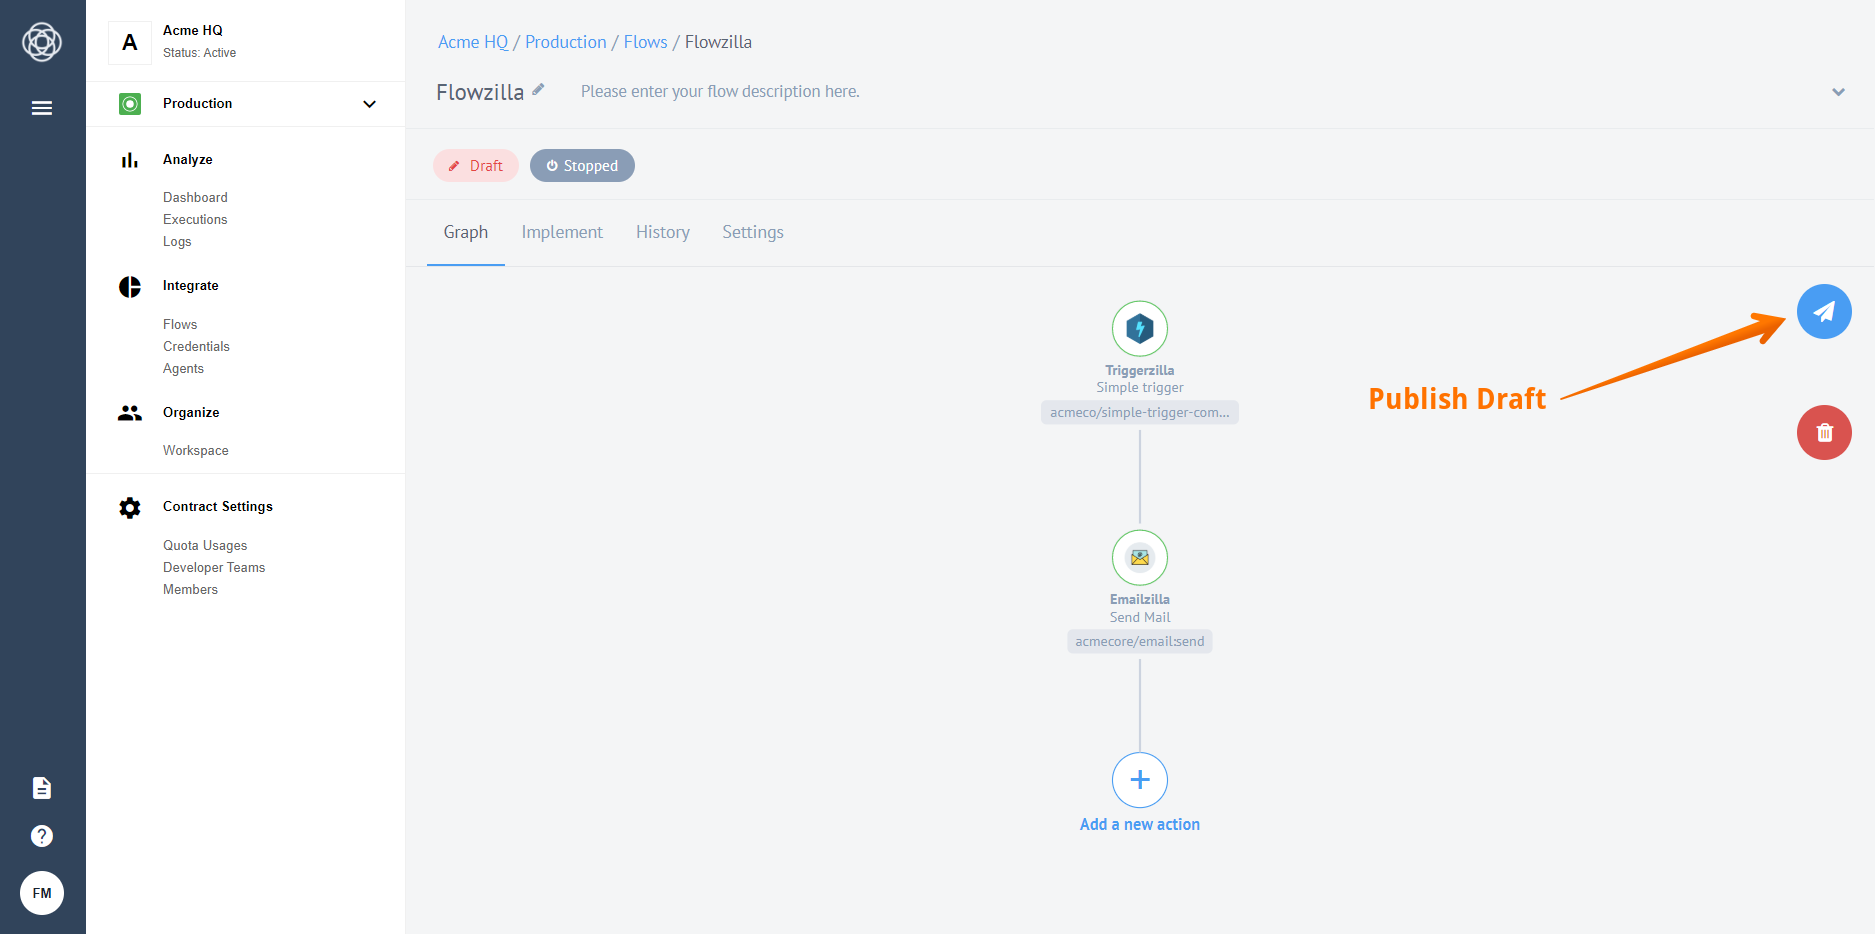 A
Acme HQ
Status: Active
Production
Analyze
Dashboard
Executions
Logs
Integrate
Flows
Credentials
Agents
Organize
Workspace
Contract Settings
Quota Usages
Developer Teams
Members
?
FM
Acme HQ / Production / Flows / Flowzilla
Flowzilla
Please enter your flow description here.
Draft
Stopped
Graph
Implement
History
Settings
Triggerzilla
Simple trigger
acmeco/simple-trigger-com...
Publish Draft
Emailzilla
Send Mail
acmecore/email:send
Add a new action